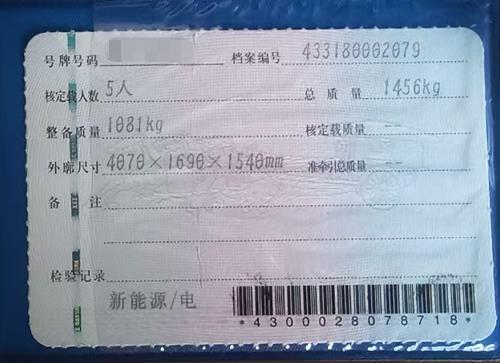 号牌号码 档案编号 433180002079
核定载人数 5人 总质量 1456kg
整备质量 1081kg 核定载质量 --
外廓尺寸 4070×1690×1540mm 准牵引总质量 --
备注
检验记录
新能源/电
*4300028078718*